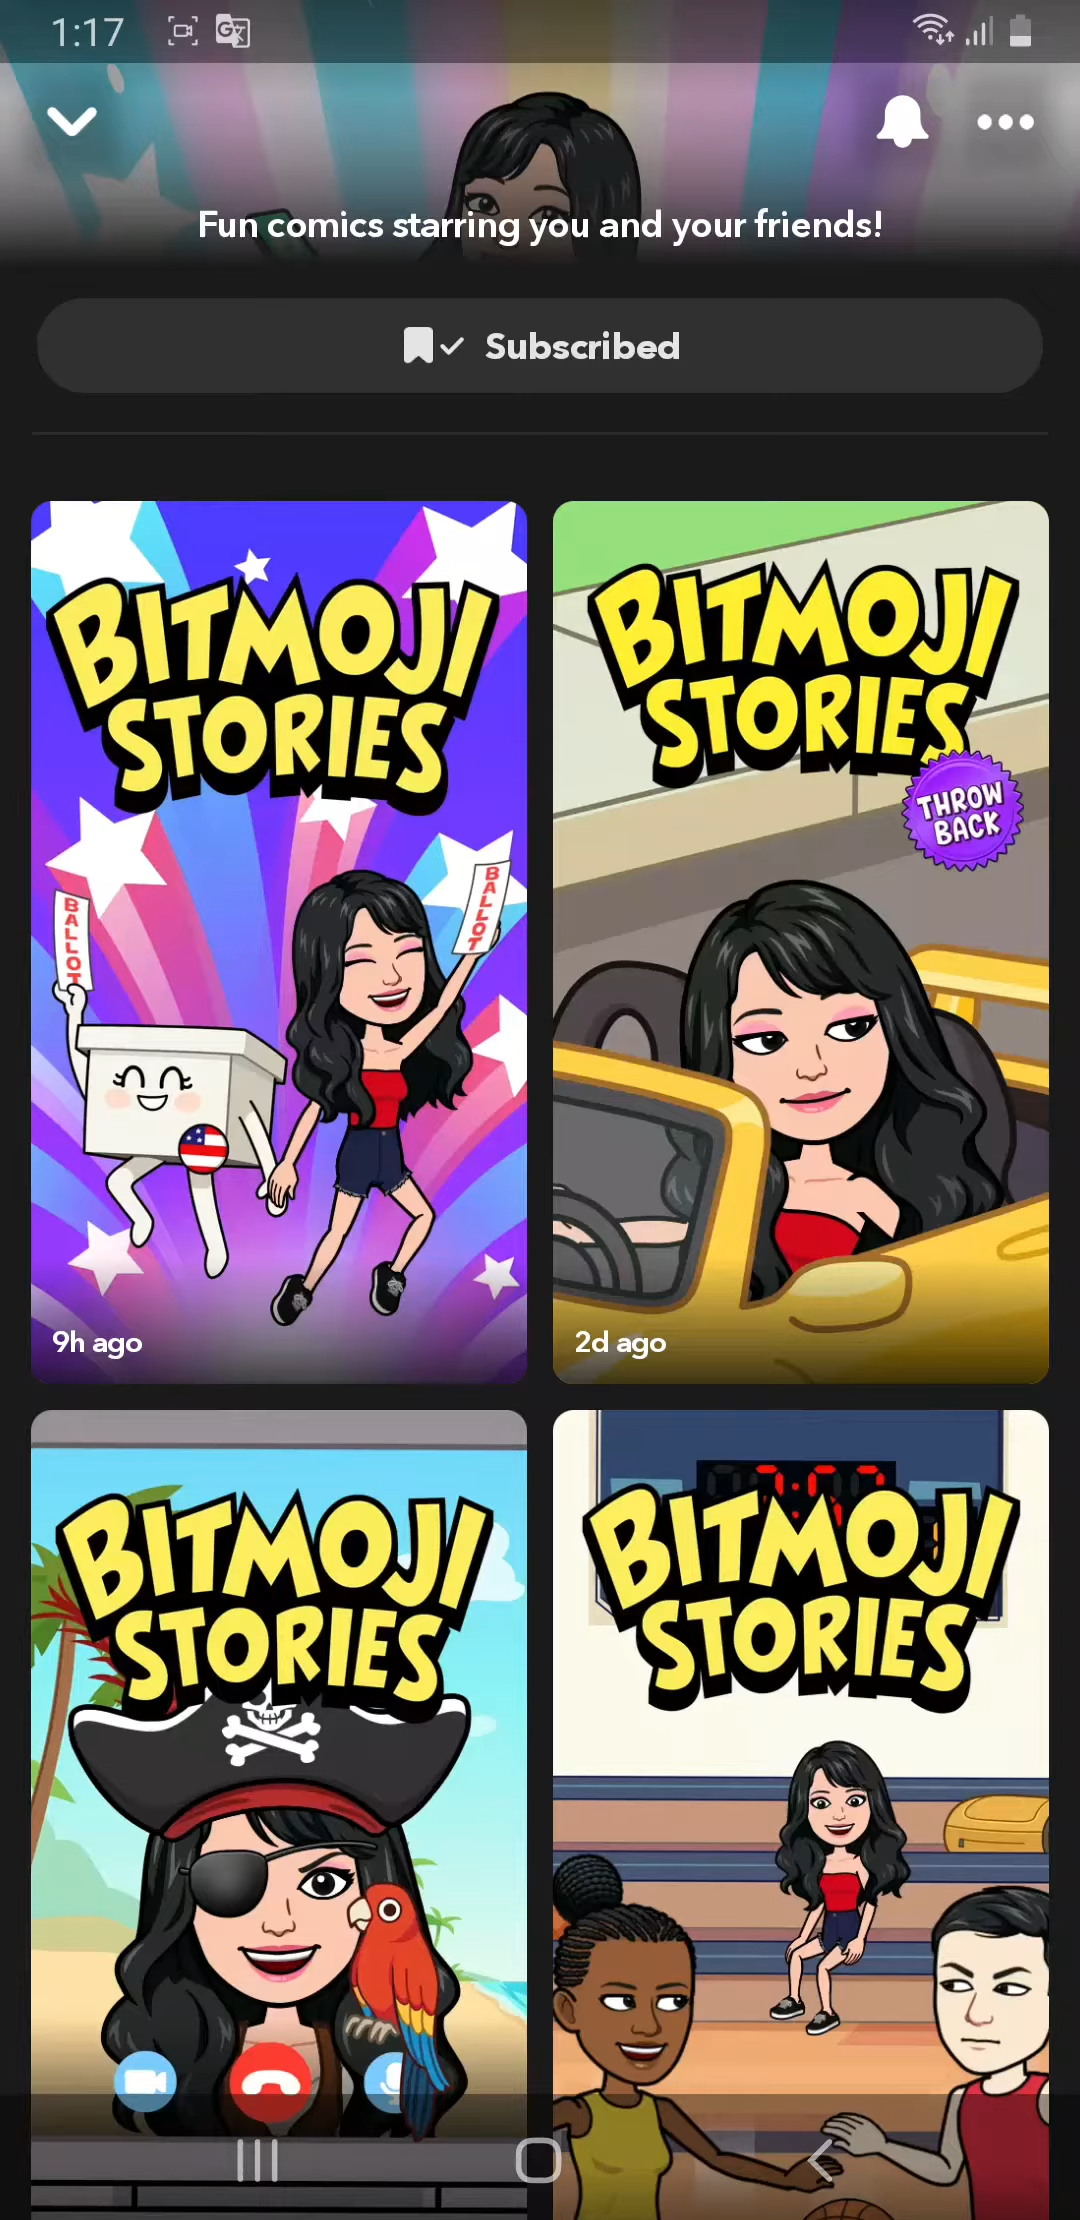 1:17
Fun comics starring you and your friends!
Subscribed
BITMOJI
STORIES
BALLOT
BALLOT
9h ago
BITMOJI
STORIES
THROW
BACK
2d ago
BITMOJI
STORIES
BITMOJI
STORIES